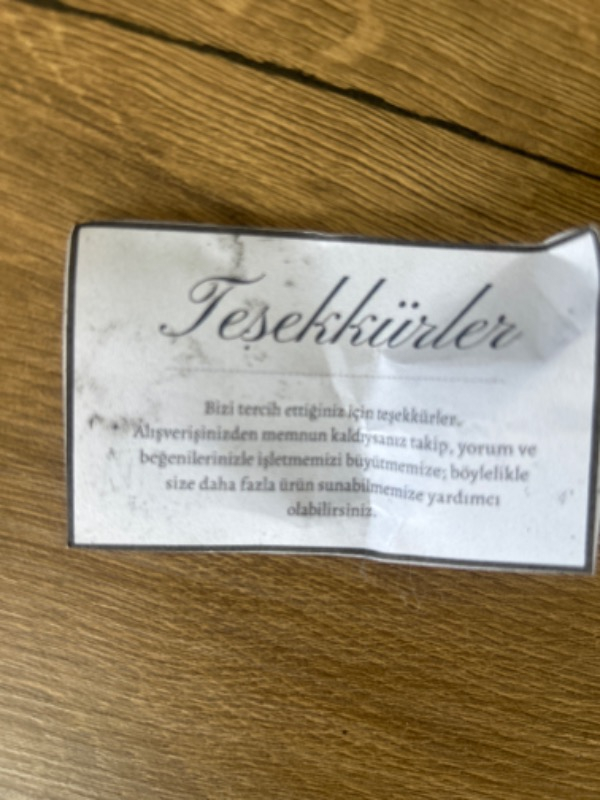 Teşekkürler
Bizi tercih ettiğiniz için teşekkürler.
Alışverişinizden memnun kaldıysanız takip, yorum ve
beğenilerinizle işletmemizi büyütmemize; böylelikle
size daha fazla ürün sunabilmemize yardımcı
olabilirsiniz.